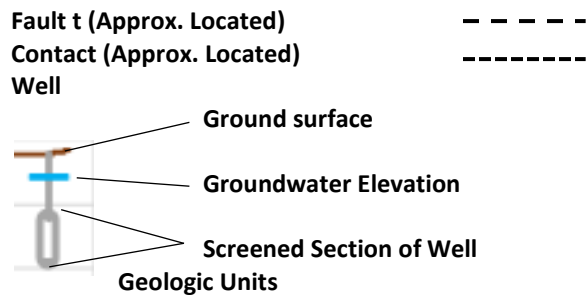 Fault t (Approx. Located)
Contact (Approx. Located)
Well
Ground surface
Groundwater Elevation
Screened Section of Well
Geologic Units